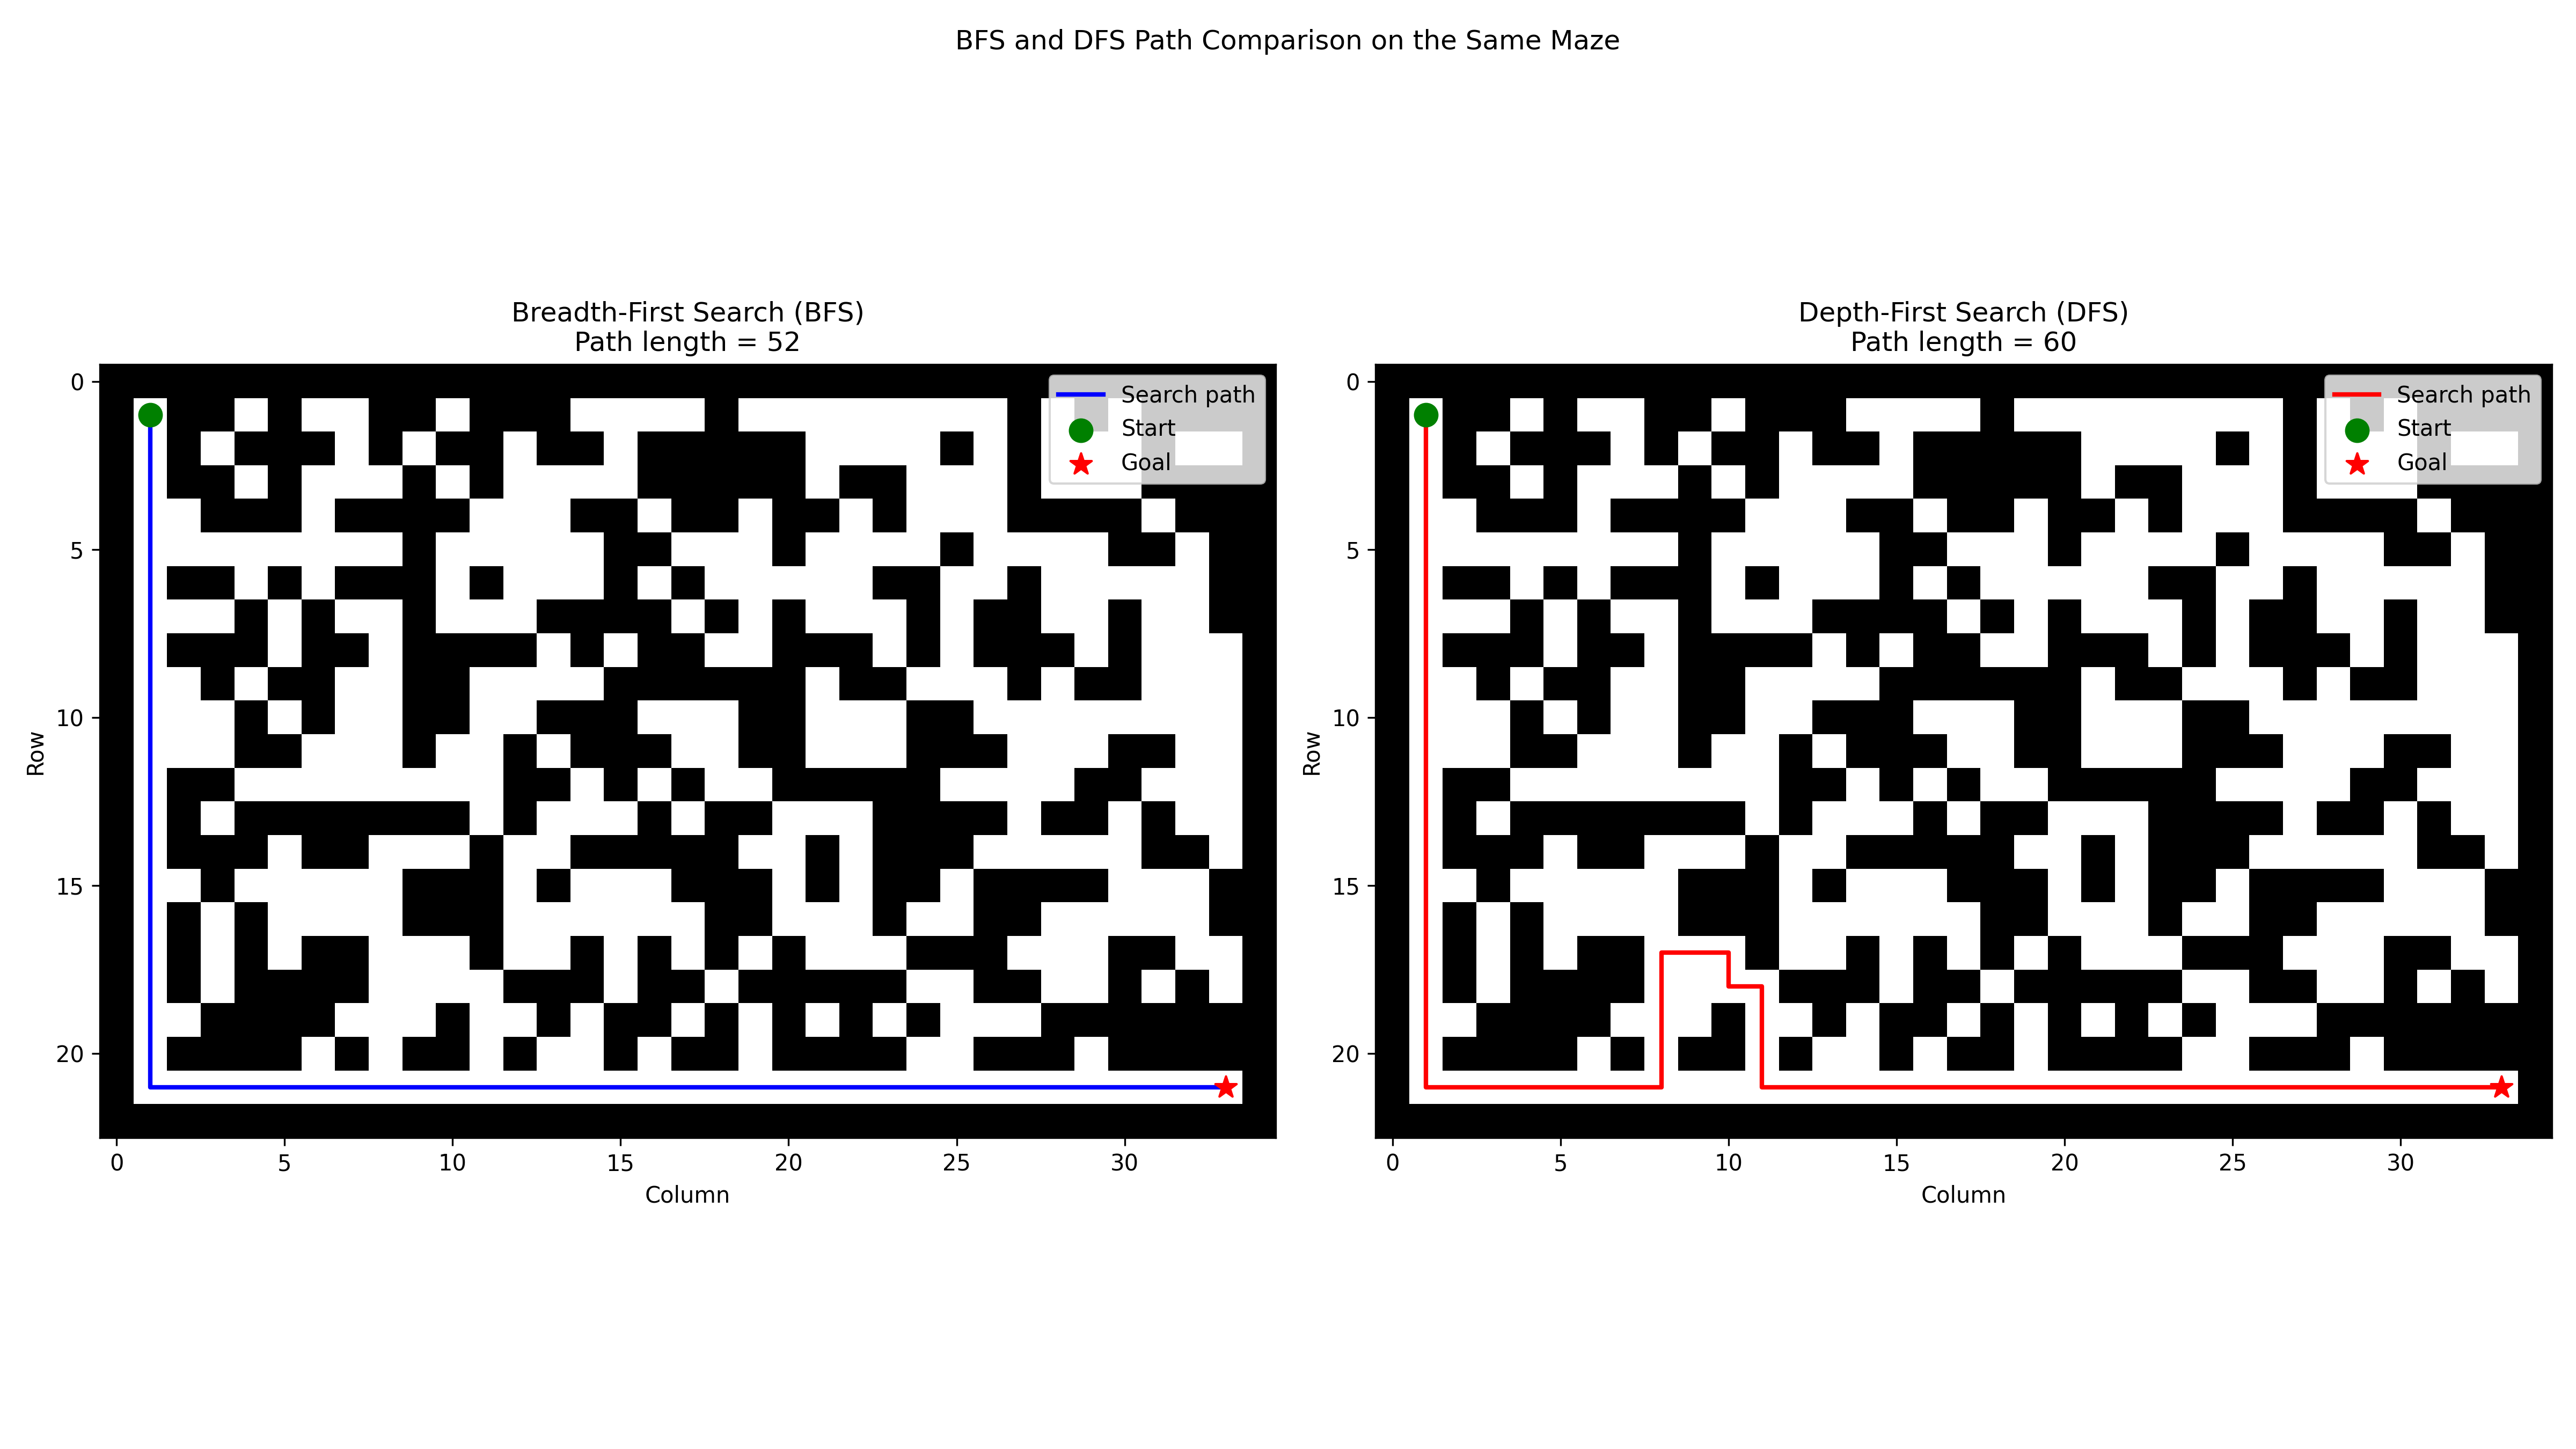 BFS and DFS Path Comparison on the Same Maze
Breadth-First Search (BFS)
Path length = 52
Search path
Start
Goal
0
5
10
15
20
Row
0
5
10
15
20
25
30
Column
Depth-First Search (DFS)
Path length = 60
Search path
Start
Goal
0
5
10
15
20
Row
0
5
10
15
20
25
30
Column